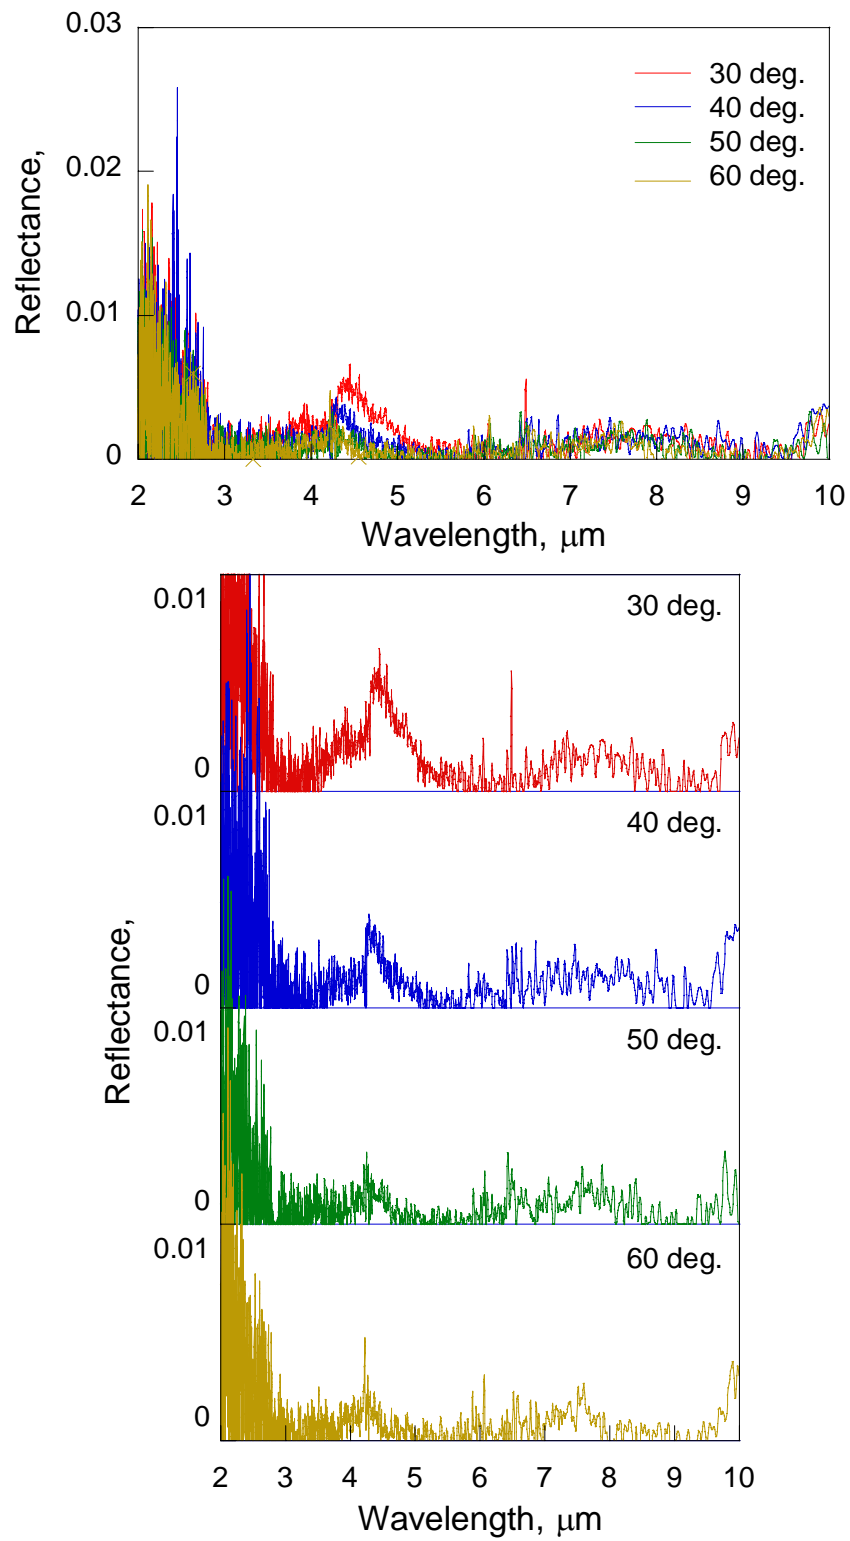 0.03
30 deg.
40 deg.
50 deg.
60 deg.
0.02
0.01
0
Reflectance,
2 3 4 5 6 7 8 9 10
Wavelength, μm
0.01
30 deg.
0
0.01
40 deg.
0
0.01
50 deg.
0
0.01
60 deg.
0
Reflectance,
2 3 4 5 6 7 8 9 10
Wavelength, μm